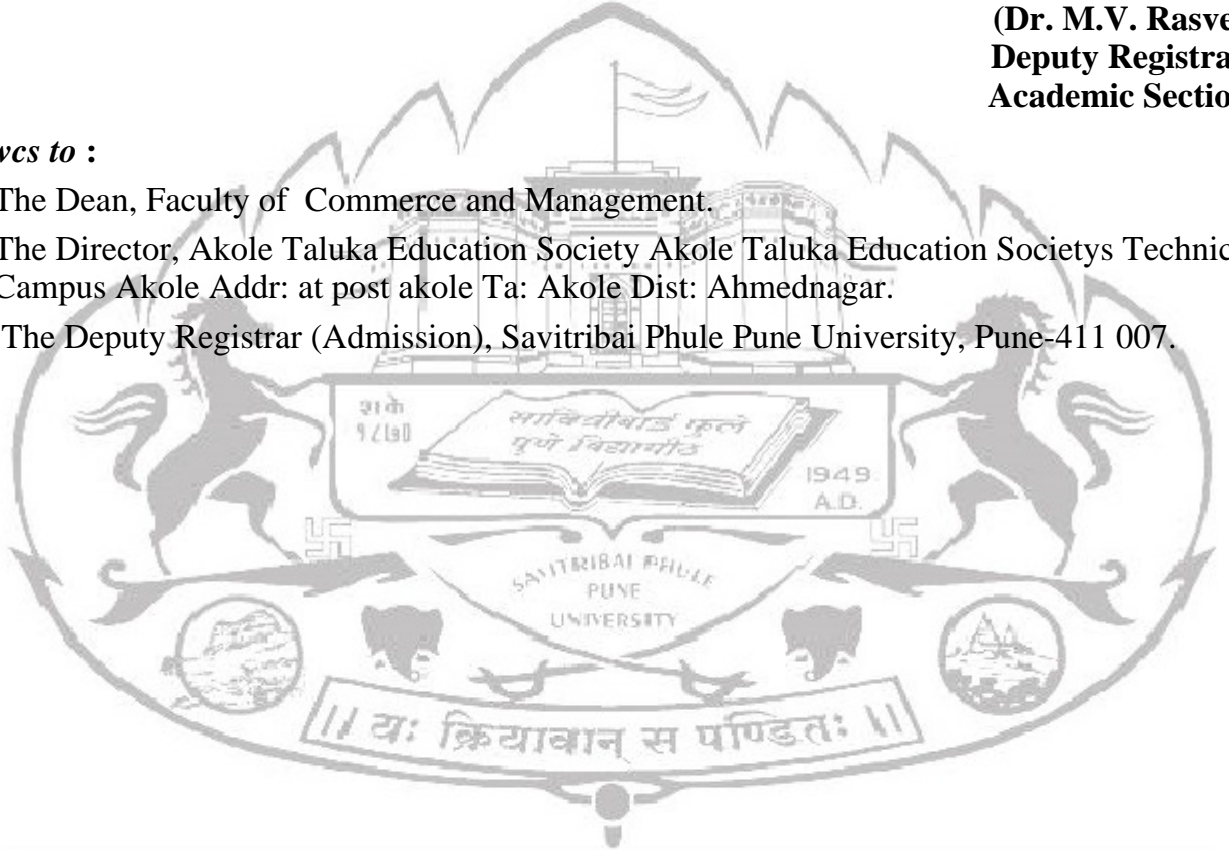 (Dr. M.V. Rasve
Deputy Registra
Academic Sectio
wcs to :
The Dean, Faculty of Commerce and Management.
The Director, Akole Taluka Education Society Akole Taluka Education Societys Technic
Campus Akole Addr: at post akole Ta: Akole Dist: Ahmednagar.
The Deputy Registrar (Admission), Savitribai Phule Pune University, Pune-411 007.
शके
१८७०
सावित्रीबाई फुले
पुणे विद्यापीठ
1949
A.D.
SAVITRIBAI PHULE
PUNE
UNIVERSITY
|| यः क्रियावान् स पण्डितः ||